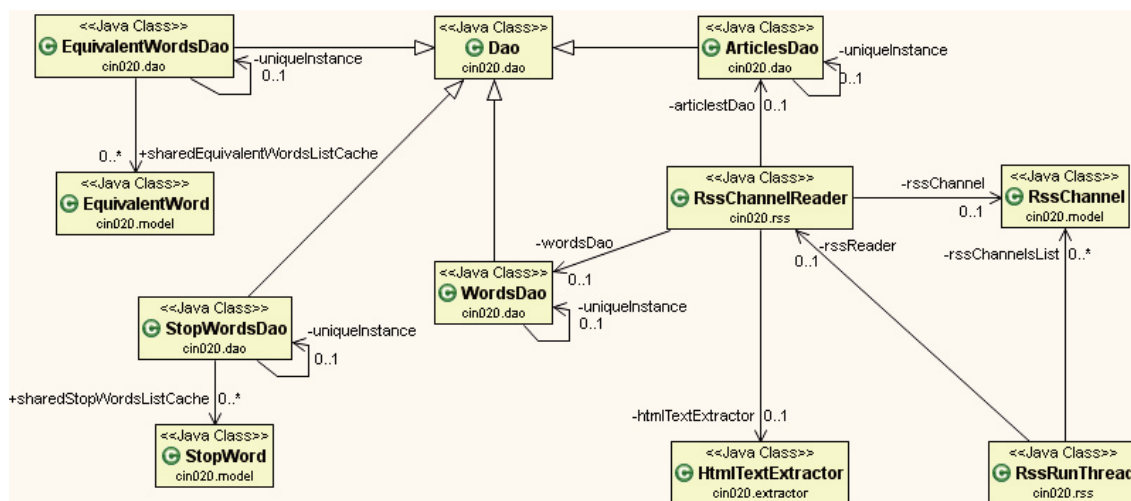 <<Java Class>>
EquivalentWordsDao
cin020.dao
-uniqueInstance
0..1
<<Java Class>>
Dao
cin020.dao
<<Java Class>>
ArticlesDao
cin020.dao
-uniqueInstance
0..1
-articlestDao
0..1
0..*
+sharedEquivalentWordsListCache
<<Java Class>>
EquivalentWord
cin020.model
<<Java Class>>
RssChannelReader
cin020.rss
-rssChannel
0..1
<<Java Class>>
RssChannel
cin020.model
-wordsDao
0..1
-rssReader
0..1
-rssChannelsList
0..*
<<Java Class>>
WordsDao
cin020.dao
-uniqueInstance
0..1
<<Java Class>>
StopWordsDao
cin020.dao
-uniqueInstance
0..1
+sharedStopWordsListCache
0..*
<<Java Class>>
StopWord
cin020.model
-htmlTextExtractor
0..1
<<Java Class>>
HtmlTextExtractor
cin020.extractor
<<Java Class>>
RssRunThread
cin020.rss